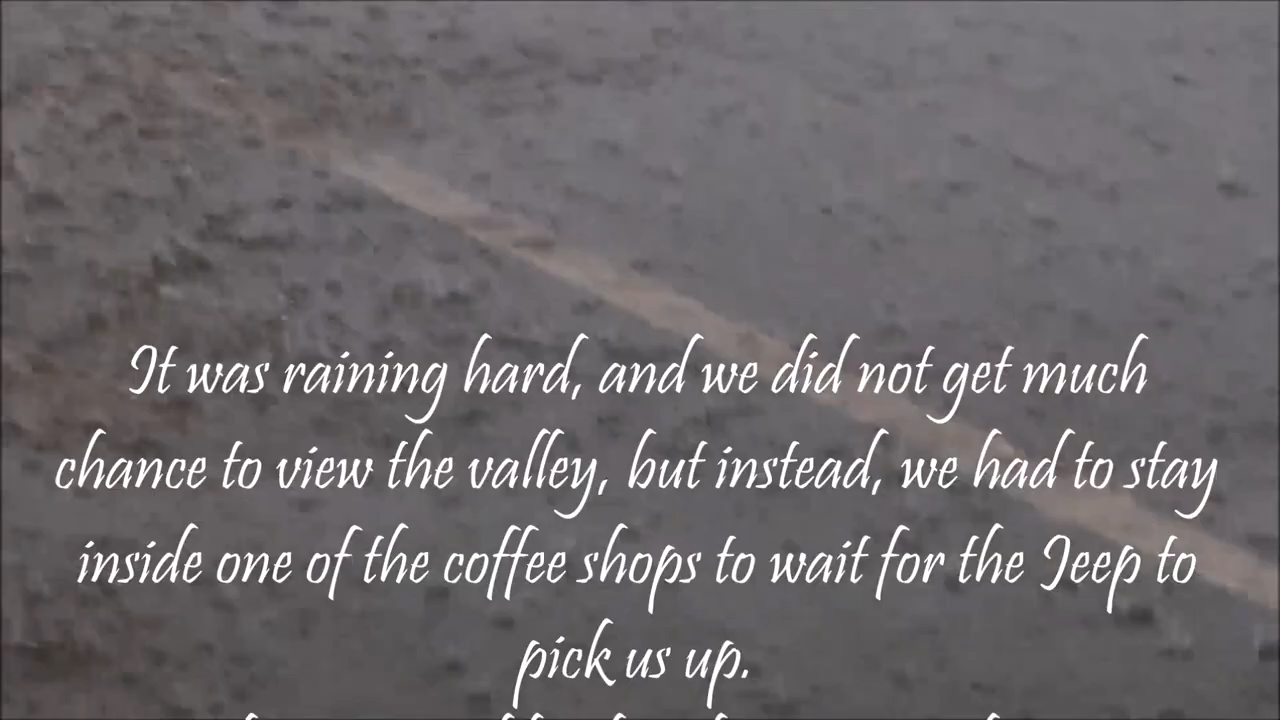 It was raining hard, and we did not get much
chance to view the valley, but instead, we had to stay
inside one of the coffee shops to wait for the Jeep to
pick us up.